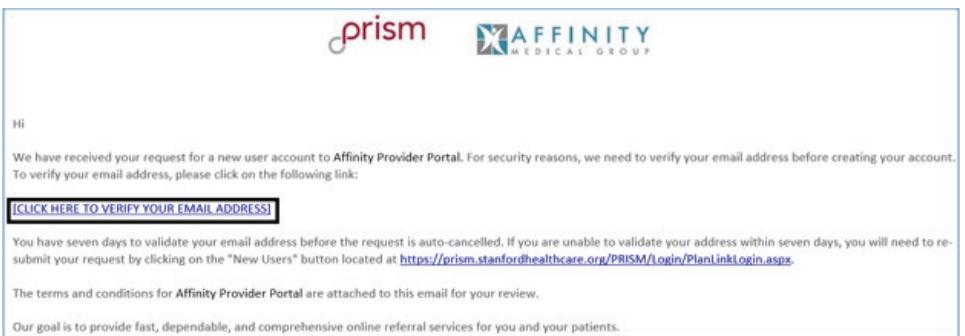 prism AFFINITY
MEDICAL GROUP
Hi
We have received your request for a new user account to Affinity Provider Portal. For security reasons, we need to verify your email address before creating your account.
To verify your email address, please click on the following link:
[CLICK HERE TO VERIFY YOUR EMAIL ADDRESS]
You have seven days to validate your email address before the request is auto-cancelled. If you are unable to validate your address within seven days, you will need to re-
submit your request by clicking on the "New Users" button located at https://prism.stanfordhealthcare.org/PRISM/Login/PlanLinkLogin.aspx.
The terms and conditions for Affinity Provider Portal are attached to this email for your review.
Our goal is to provide fast, dependable, and comprehensive online referral services for you and your patients.